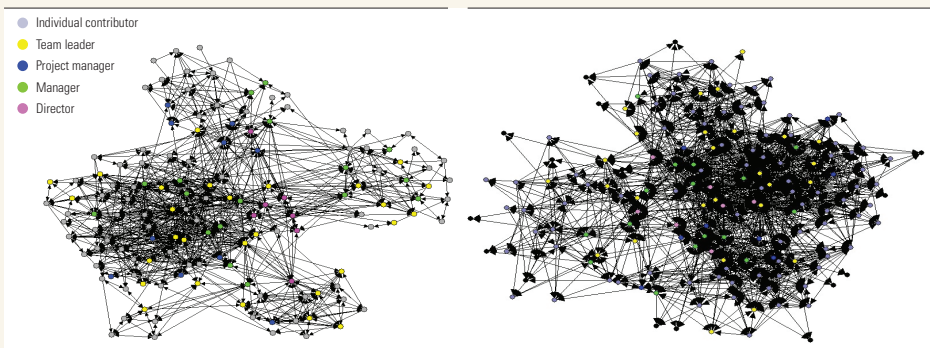 Individual contributor
Team leader
Project manager
Manager
Director